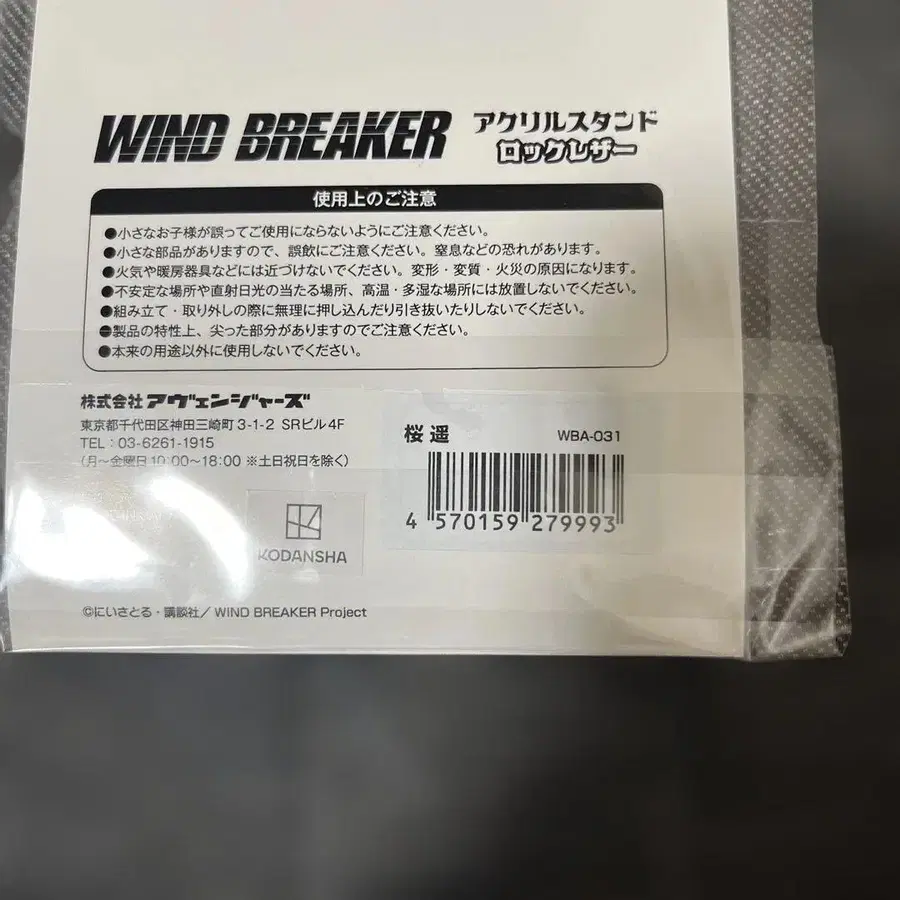 WIND BREAKER アクリルスタンド
ロックレザー
使用上のご注意
●小さなお子様が誤ってご使用にならないようにご注意ください。
●小さな部品がありますので、誤飲にご注意ください。窒息などの恐れがあります。
●火気や暖房器具などには近づけないでください。変形・変質・火災の原因になります。
●不安定な場所や直射日光の当たる場所、高温・多湿な場所には放置しないでください。
●組み立て・取り外しの際に無理に押し込んだり引き抜いたりしないでください。
●製品の特性上、尖った部分がありますのでご注意ください。
●本来の用途以外に使用しないでください。
株式会社アヴェンジャーズ
東京都千代田区神田三崎町3-1-2 SRビル4F
TEL：03-6261-1915
（月～金曜日10:00～18:00 ※土日祝日を除く）
桜遥 WBA-031
4 570159 279993
KODANSHA
©にいさとる・講談社/ WIND BREAKER Project